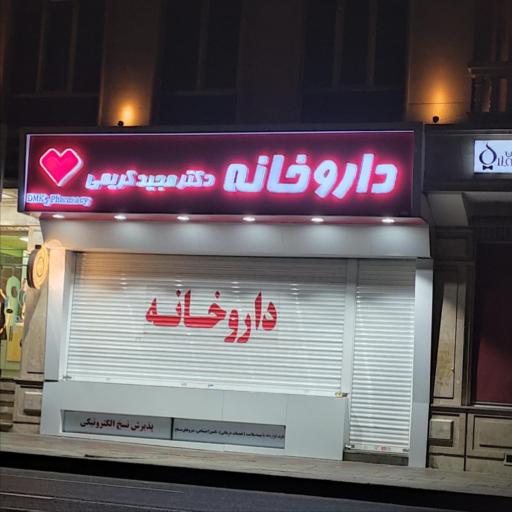 داروخانه دکتر مجید کریمی
DMK Pharmacy
داروخانه
پذیرش نسخ الکترونیکی